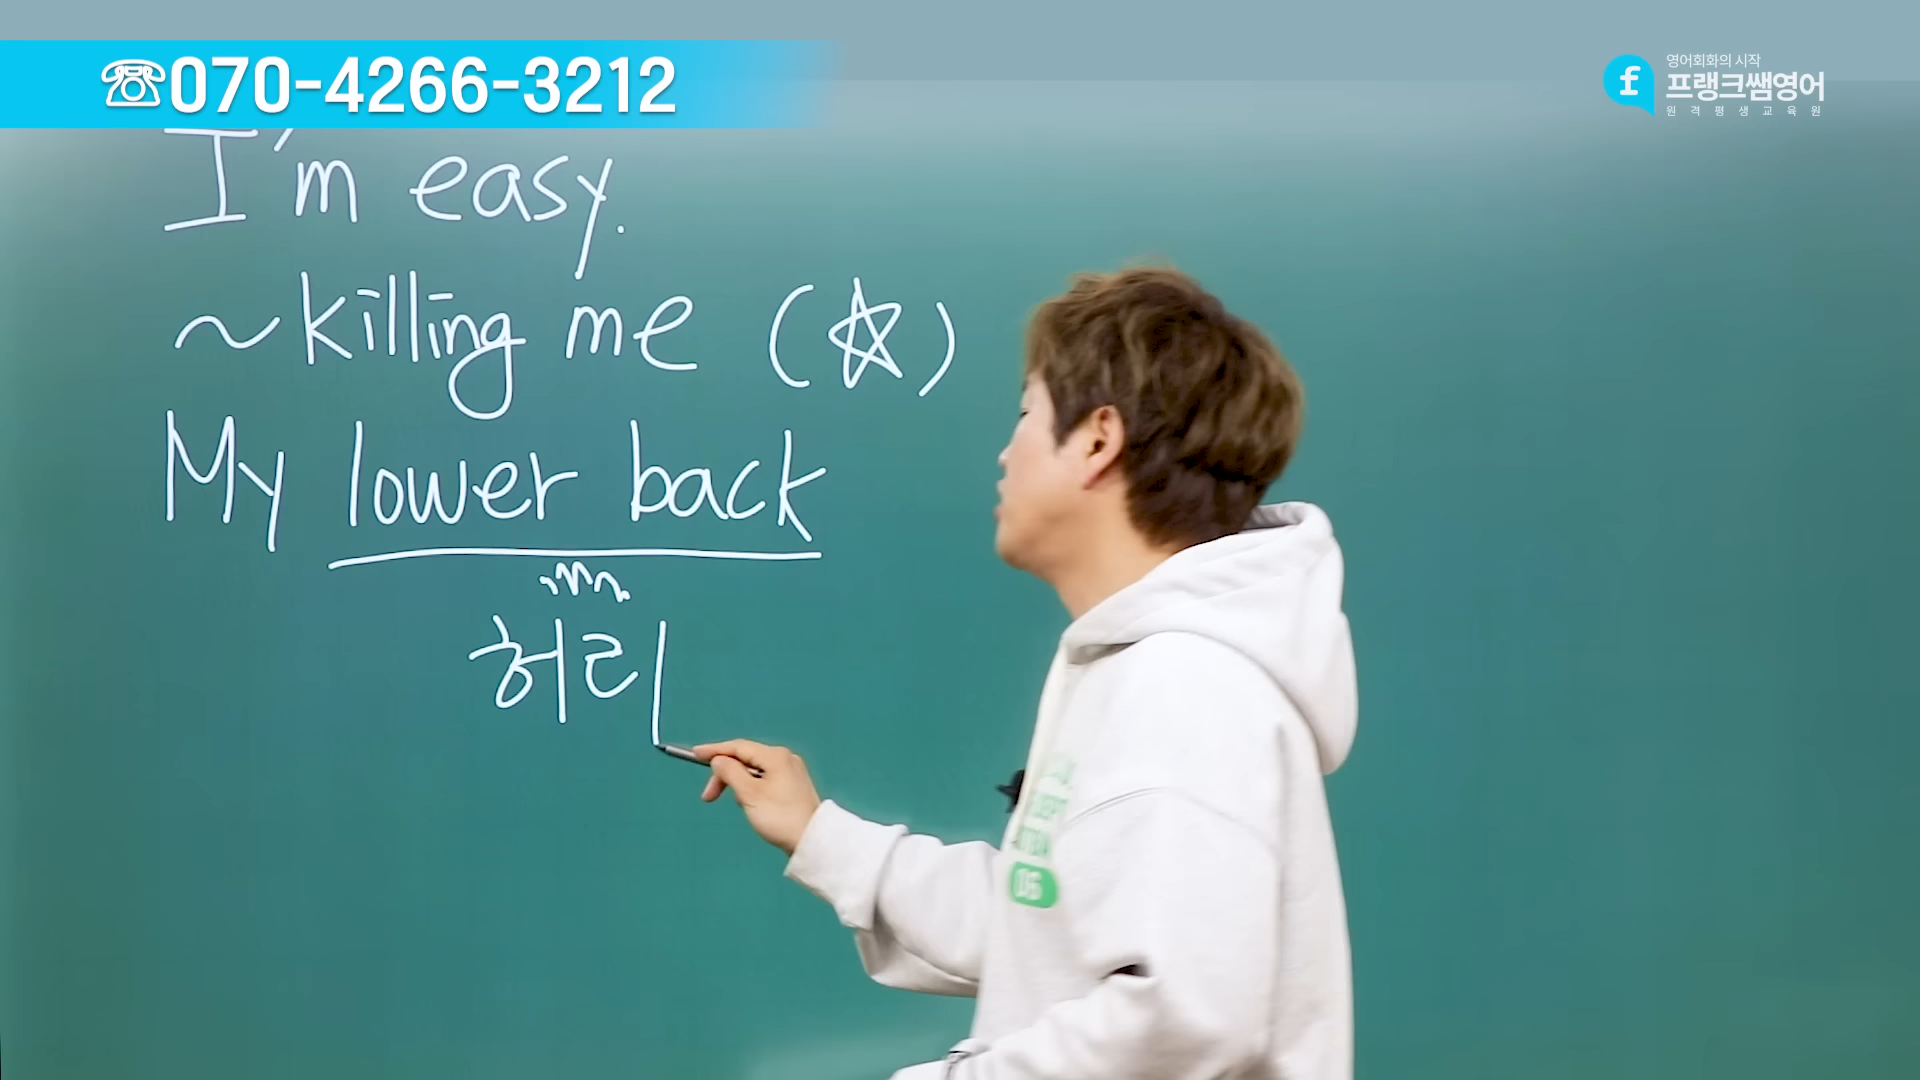 070-4266-3212
영어회화의 시작
프랭크쌤영어
원격평생교육원
I'm easy.
~killing me (☆)
My lower back
허리
06